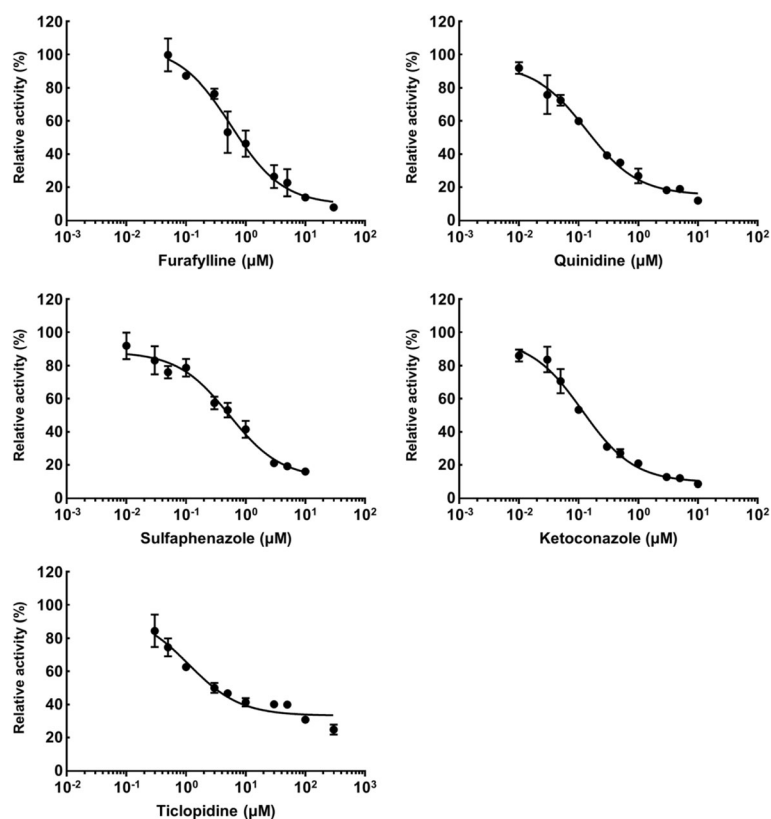 120
100
80
60
40
20
0
Relative activity (%)
10-3 10-2 10-1 100 101 102
Furafylline (µM)
120
100
80
60
40
20
0
Relative activity (%)
10-3 10-2 10-1 100 101 102
Quinidine (µM)
120
100
80
60
40
20
0
Relative activity (%)
10-3 10-2 10-1 100 101 102
Sulfaphenazole (µM)
120
100
80
60
40
20
0
Relative activity (%)
10-3 10-2 10-1 100 101 102
Ketoconazole (µM)
120
100
80
60
40
20
0
Relative activity (%)
10-2 10-1 100 101 102 103
Ticlopidine (µM)